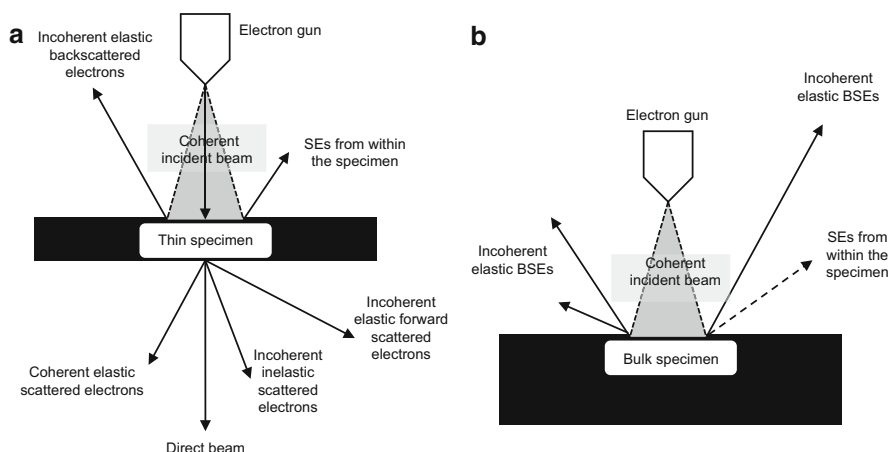 a
Electron gun
Incoherent elastic
backscattered
electrons
Coherent
incident beam
SEs from within
the specimen
Thin specimen
Coherent elastic
scattered electrons
Direct beam
Incoherent
inelastic
scattered
electrons
Incoherent
elastic forward
scattered
electrons
b
Electron gun
Incoherent
elastic BSEs
Incoherent
elastic BSEs
Coherent
incident beam
SEs from
within the
specimen
Bulk specimen